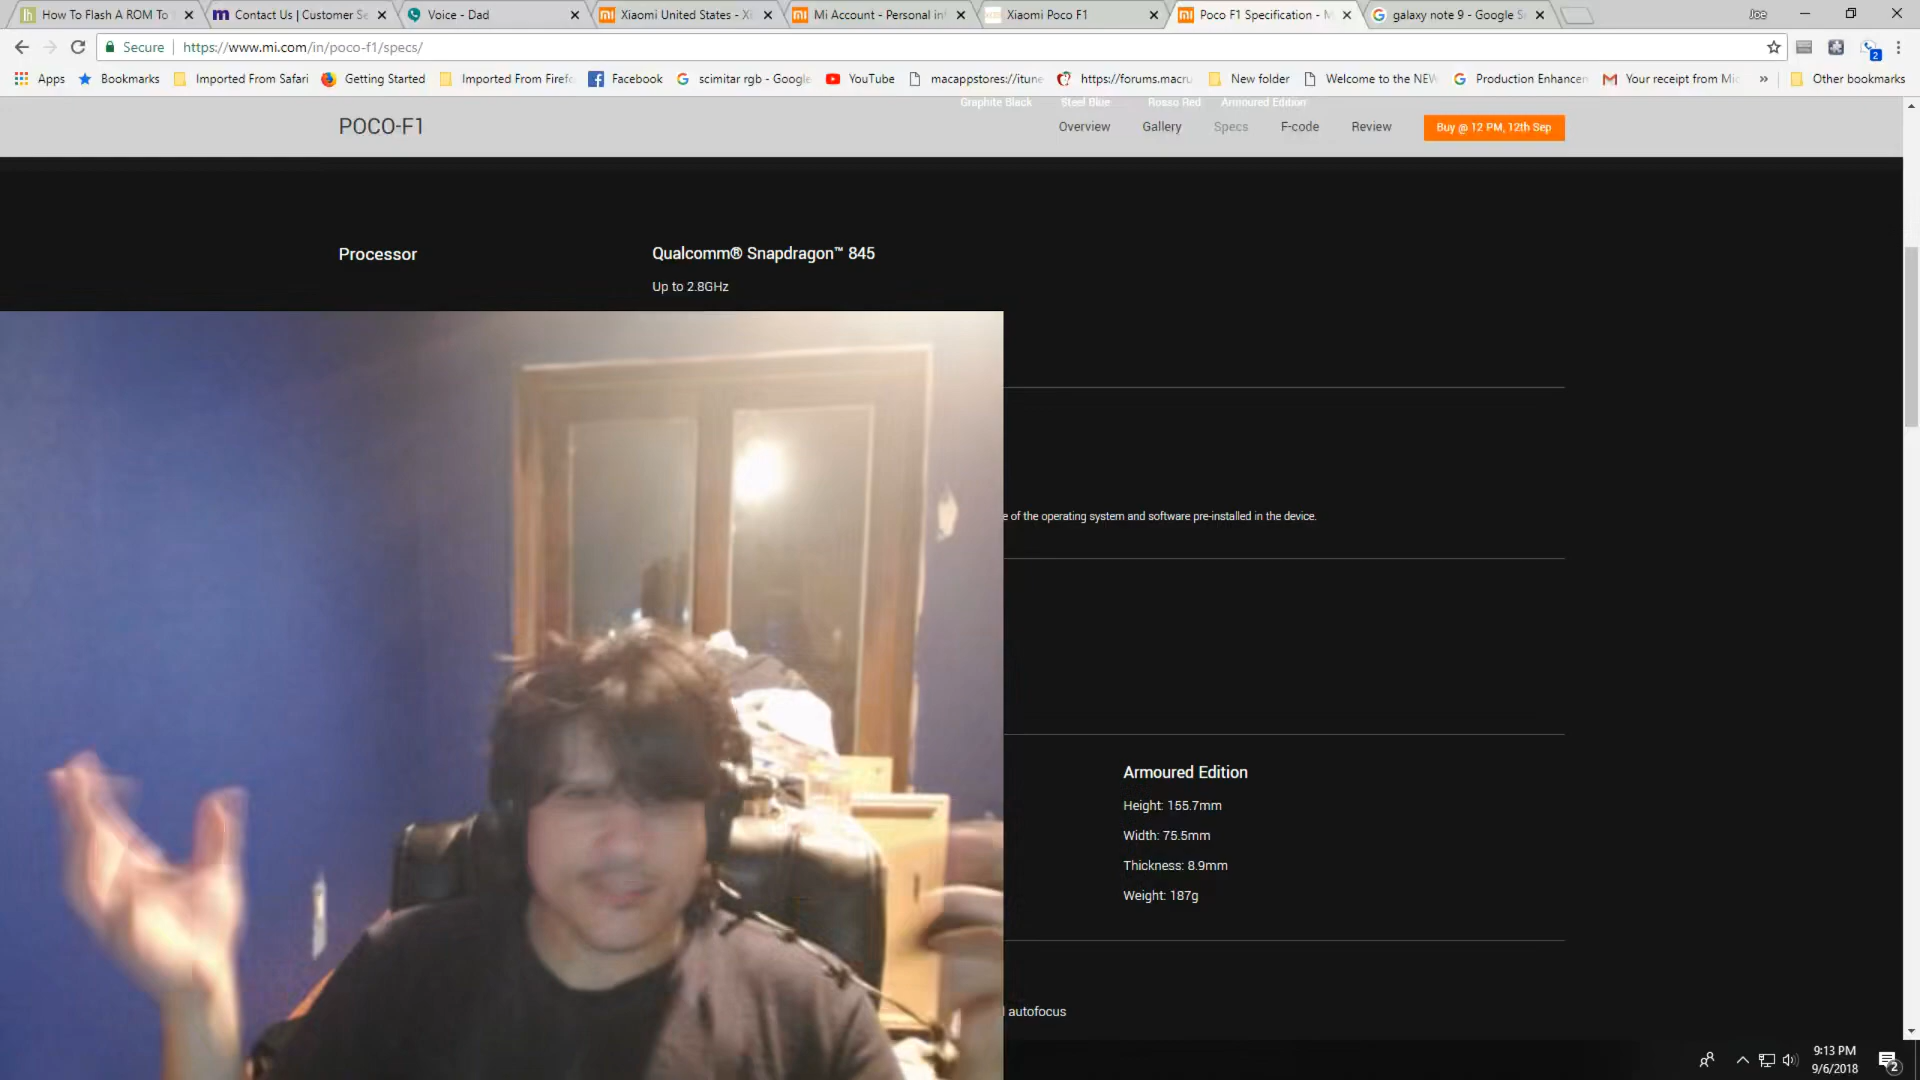 How To Flash A ROM To
Contact Us | Customer Se
Voice - Dad
Xiaomi United States - Xi
Mi Account - Personal in
Xiaomi Poco F1
Poco F1 Specification - M
galaxy note 9 - Google S
Joe
Secure
https://www.mi.com/in/poco-f1/specs/
2
Apps
Bookmarks
Imported From Safari
Getting Started
Imported From Firefo
Facebook
scimitar rgb - Google
YouTube
macappstores://itune
https://forums.macru
New folder
Welcome to the NEW
Production Enhancem
Your receipt from Mic
»
Other bookmarks
Graphite Black
Steel Blue
Rosso Red
Armoured Edition
POCO-F1
Overview
Gallery
Specs
F-code
Review
Buy @ 12 PM, 12th Sep
Processor
Qualcomm® Snapdragon™ 845
Up to 2.8GHz
e of the operating system and software pre-installed in the device.
Armoured Edition
Height: 155.7mm
Width: 75.5mm
Thickness: 8.9mm
Weight: 187g
autofocus
9:13 PM
9/6/2018
2